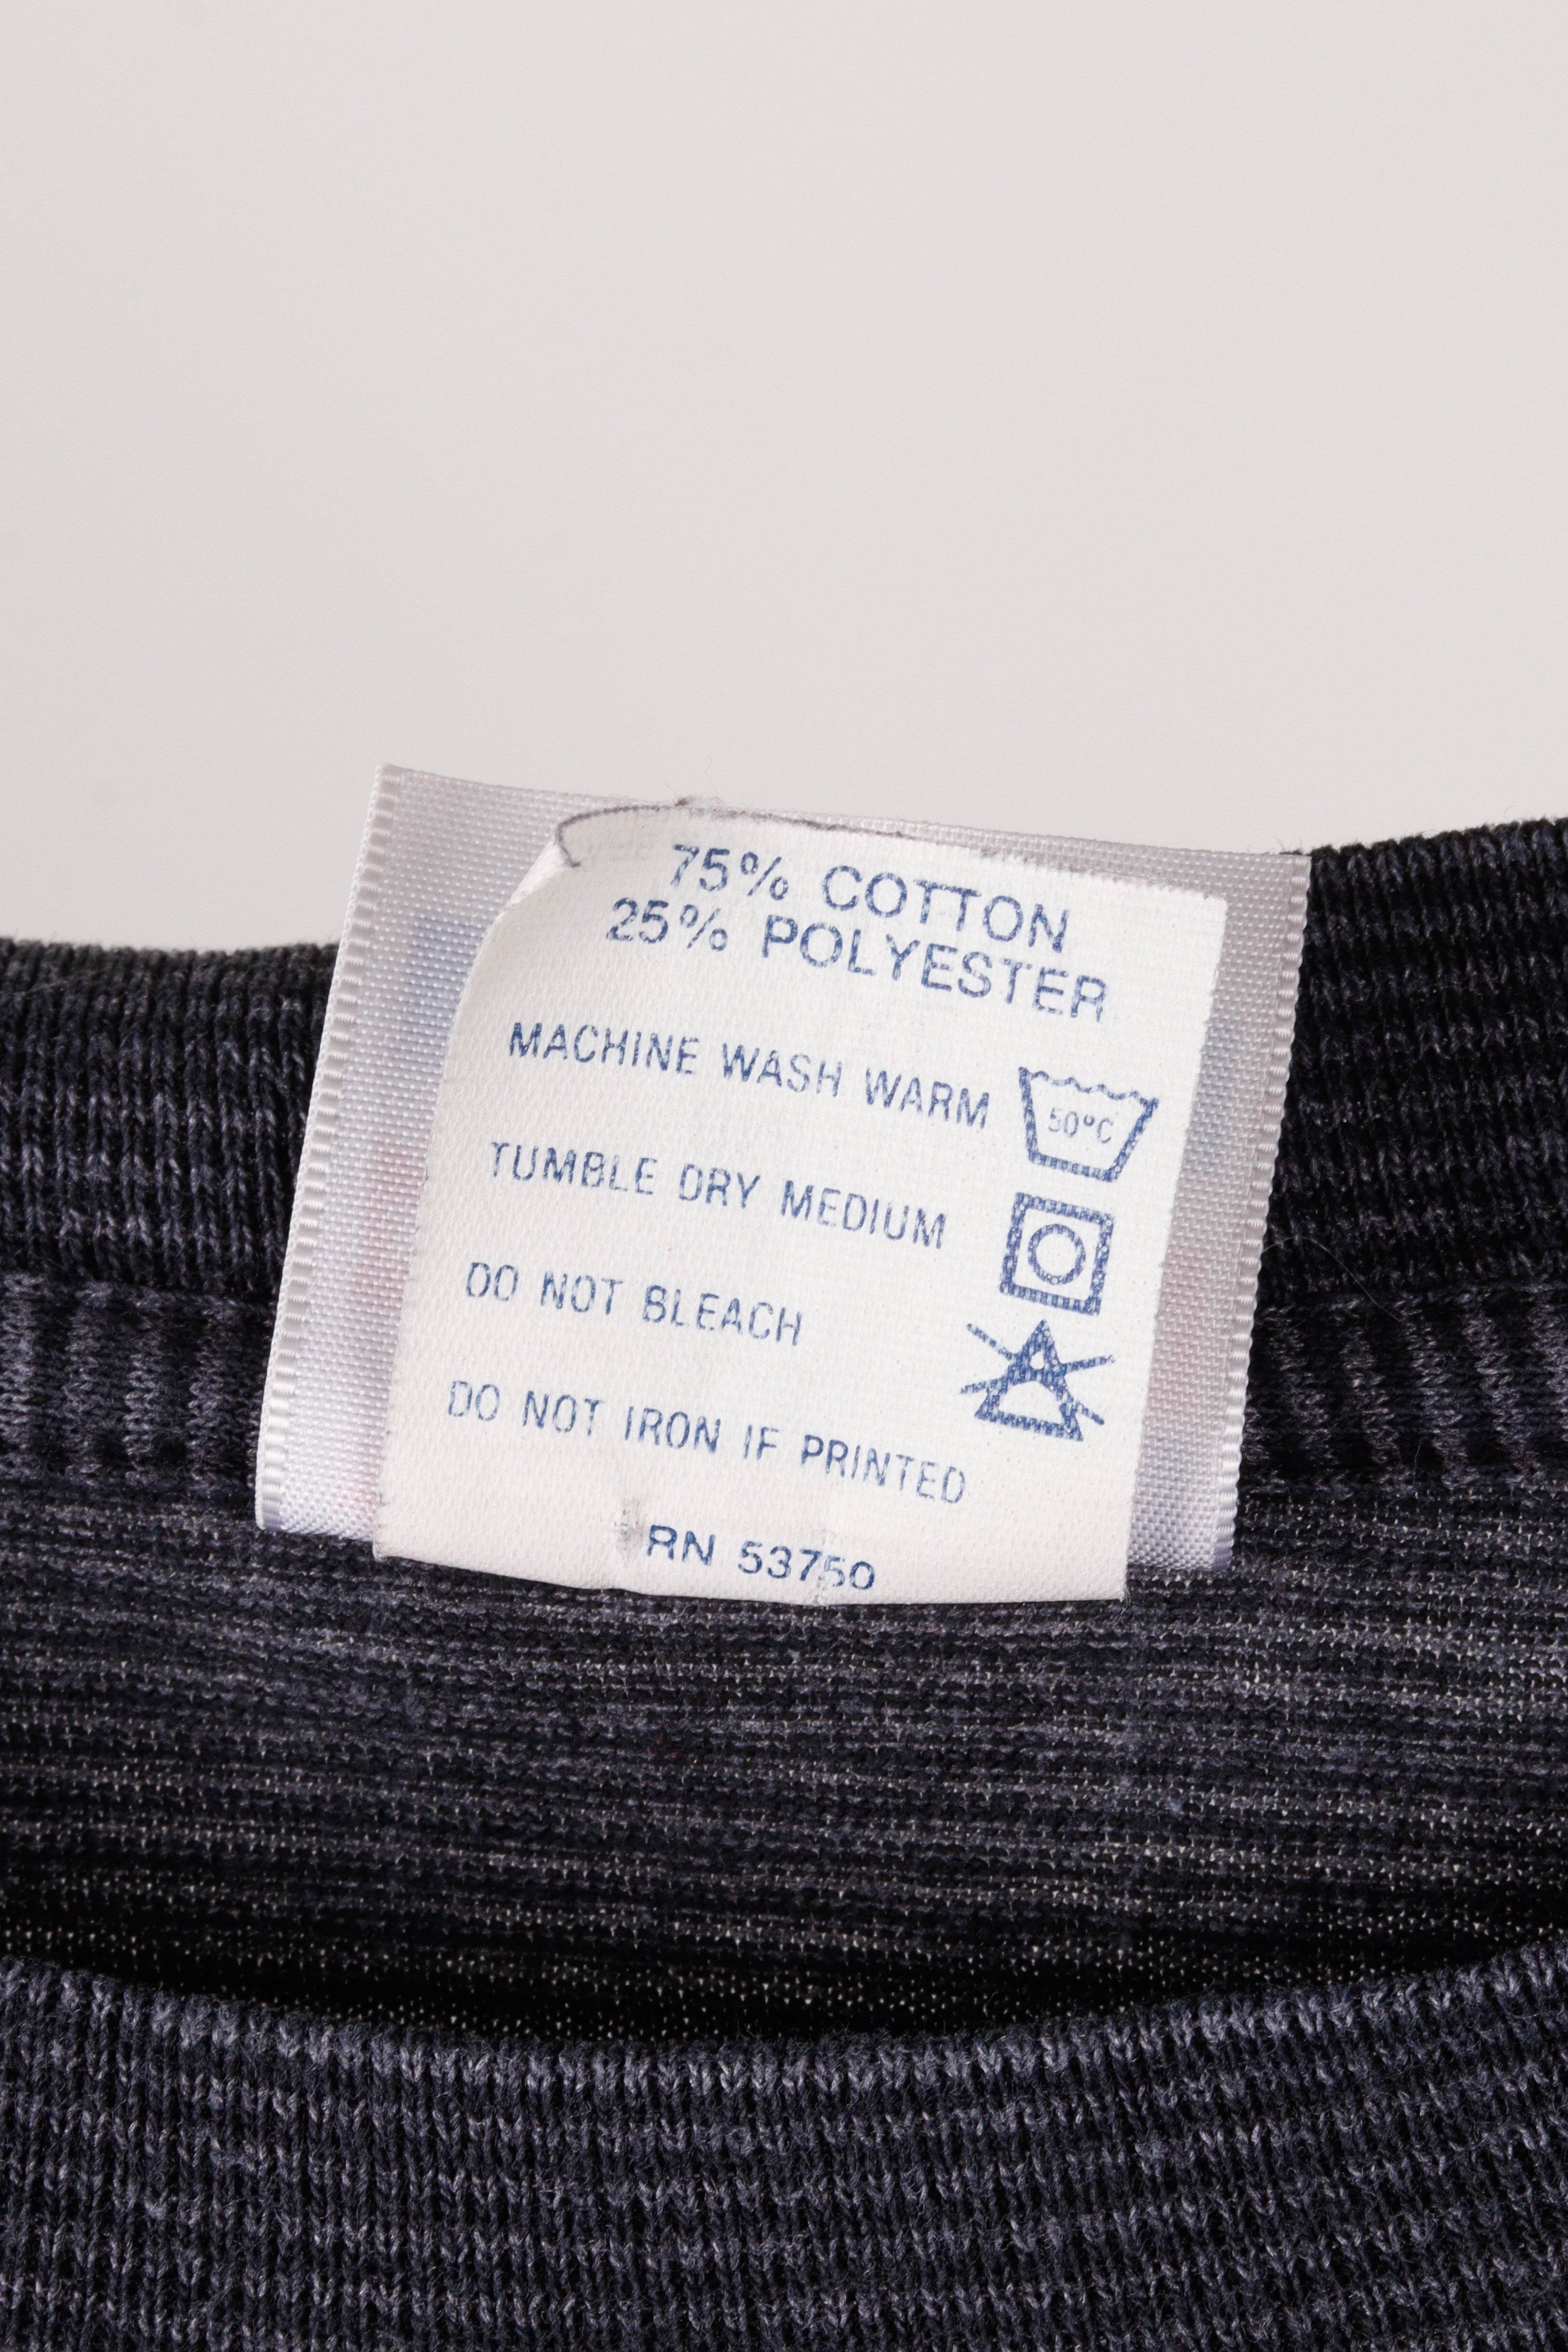 75% COTTON
25% POLYESTER
MACHINE WASH WARM
50°C
TUMBLE DRY MEDIUM
DO NOT BLEACH
DO NOT IRON IF PRINTED
RN 53750